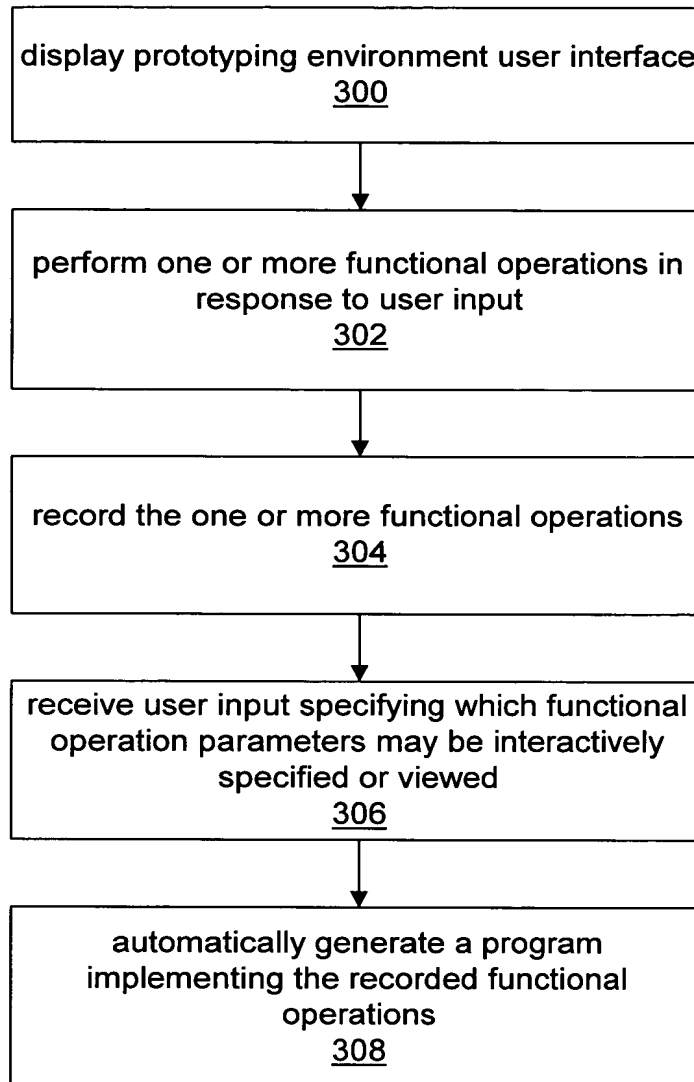 display prototyping environment user interface
300
perform one or more functional operations in
response to user input
302
record the one or more functional operations
304
receive user input specifying which functional
operation parameters may be interactively
specified or viewed
306
automatically generate a program
implementing the recorded functional
operations
308